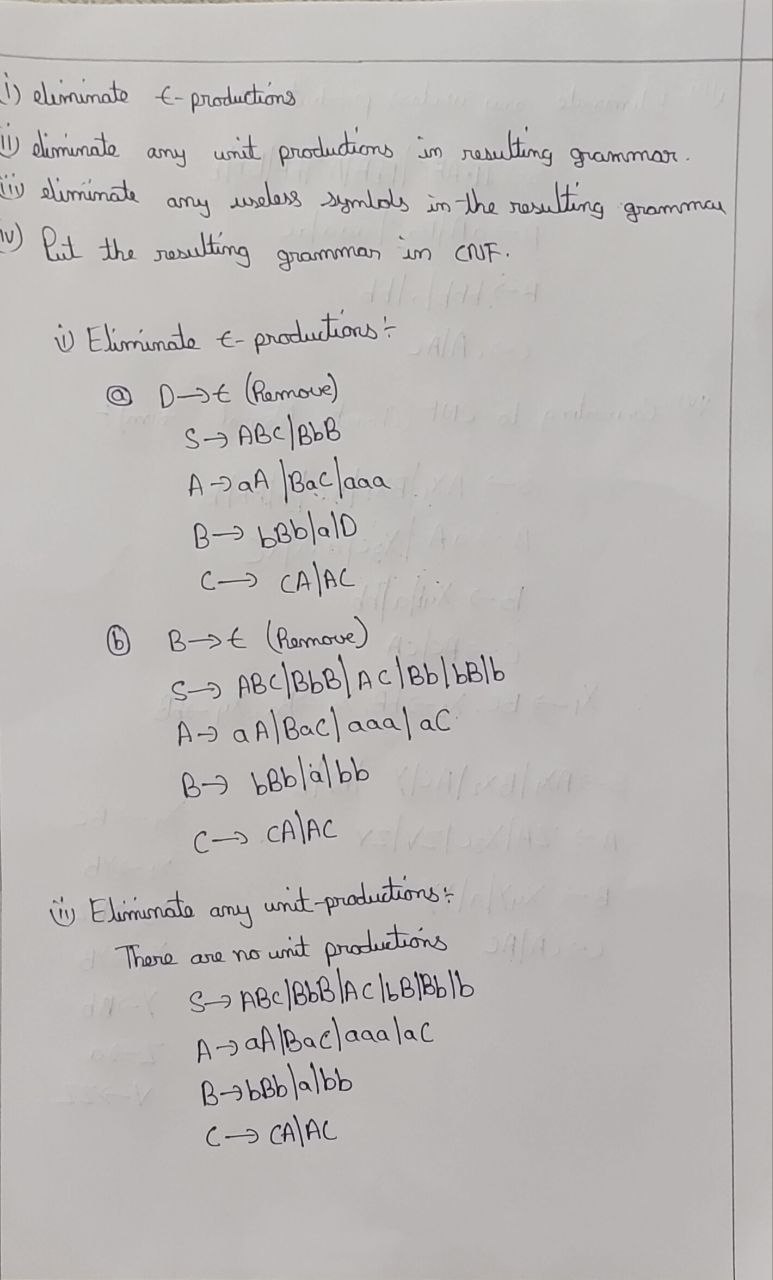 i) eliminate ε-productions
ii) eliminate any unit productions in resulting grammar.
iii) eliminate any useless symbols in the resulting grammar
iv) Put the resulting grammar in CNF.
i) Eliminate ε-productions:-
ⓐ D→ε (Remove)
S→ABC|BbB
A→aA|BaC|aaa
B→bBb|a|D
C→CA|AC
ⓑ B→ε (Remove)
S→ABC|BbB|AC|Bb|bB|b
A→aA|BaC|aaa|aC
B→bBb|a|bb
C→CA|AC
ii) Eliminate any unit-productions:-
There are no unit productions
S→ABC|BbB|AC|bB|Bb|b
A→aA|BaC|aaa|aC
B→bBb|a|bb
C→CA|AC